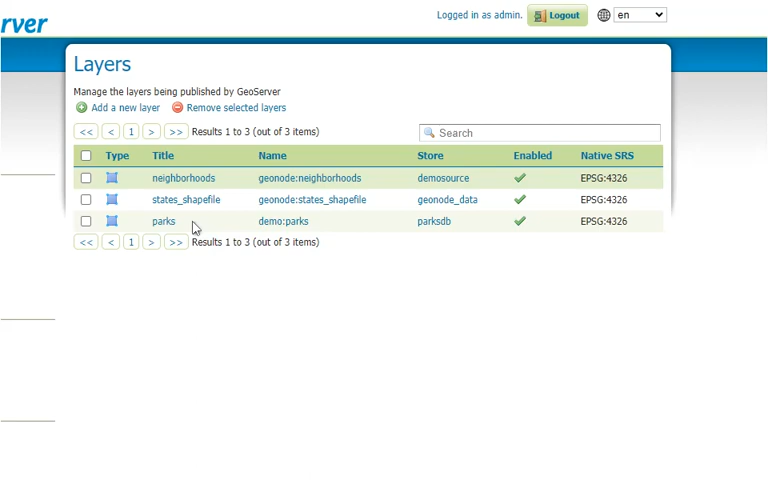 rver
Logged in as admin. Logout en
Layers
Manage the layers being published by GeoServer
Add a new layer Remove selected layers
<< < 1 > >> Results 1 to 3 (out of 3 items) Search
Type Title Name Store Enabled Native SRS
neighborhoods geonode:neighborhoods demosource EPSG:4326
states_shapefile geonode:states_shapefile geonode_data EPSG:4326
parks demo:parks parksdb EPSG:4326
<< < 1 > >> Results 1 to 3 (out of 3 items)